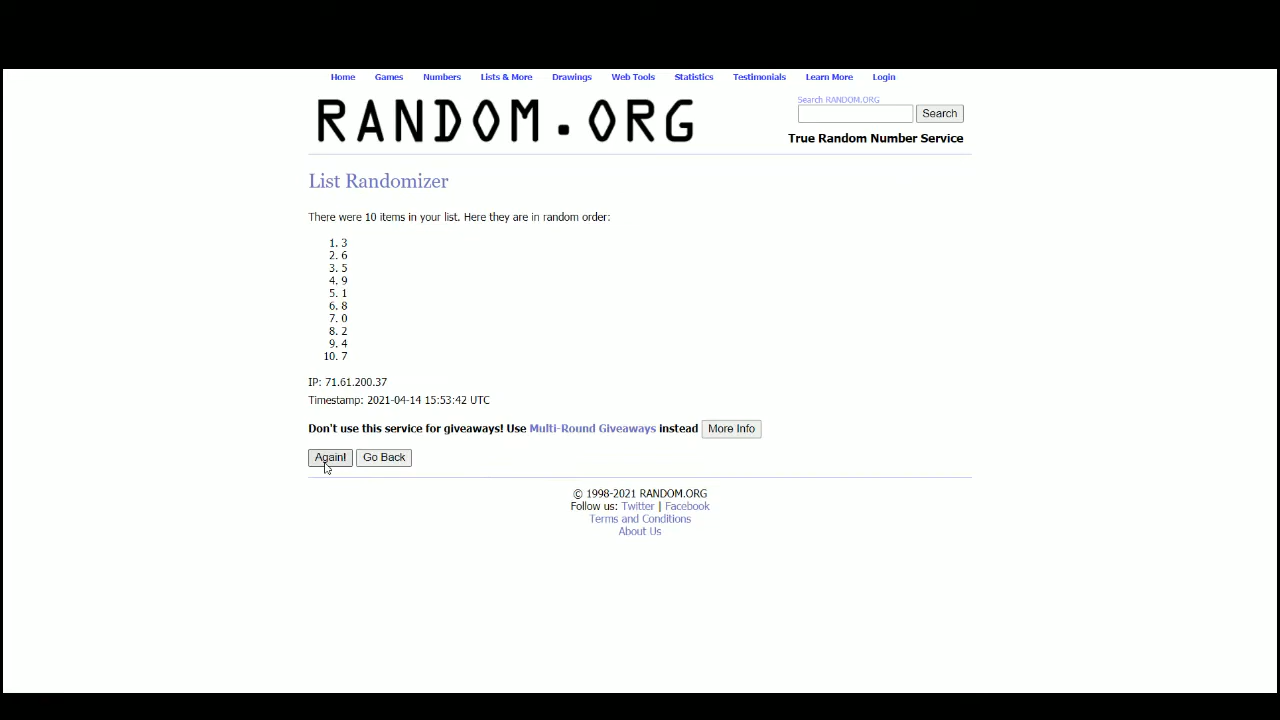 Home Games Numbers Lists & More Drawings Web Tools Statistics Testimonials Learn More Login
RANDOM.ORG
Search RANDOM.ORG
Search
True Random Number Service
List Randomizer
There were 10 items in your list. Here they are in random order:
1. 3
2. 6
3. 5
4. 9
5. 1
6. 8
7. 0
8. 2
9. 4
10. 7
IP: 71.61.200.37
Timestamp: 2021-04-14 15:53:42 UTC
Don't use this service for giveaways! Use Multi-Round Giveaways instead More Info
Again! Go Back
© 1998-2021 RANDOM.ORG
Follow us: Twitter | Facebook
Terms and Conditions
About Us